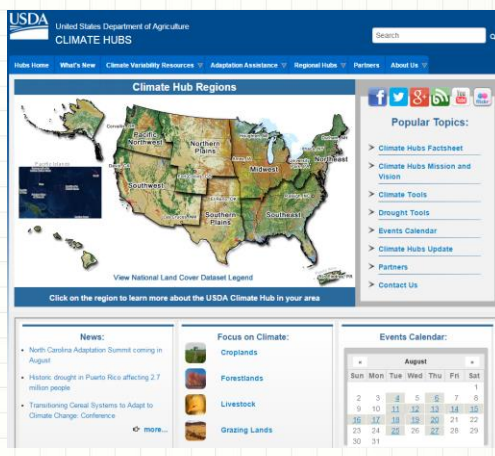 USDA
United States Department of Agriculture
CLIMATE HUBS
Search
Hubs Home What's New Climate Variability Resources Adaptation Assistance Regional Hubs Partners About Us
Climate Hub Regions
Pacific Northwest
Northern Plains
Midwest
Northeast
Southwest
Southern Plains
Southeast
Pacific Islands
View National Land Cover Dataset Legend
Click on the region to learn more about the USDA Climate Hub in your area
Popular Topics:
Climate Hubs Factsheet
Climate Hubs Mission and
Vision
Climate Tools
Drought Tools
Events Calendar
Climate Hubs Update
Partners
Contact Us
News:
North Carolina Adaptation Summit coming in
August
Historic drought in Puerto Rico affecting 2.7
million people
Transitioning Cereal Systems to Adapt to
Climate Change: Conference
more...
Focus on Climate:
Croplands
Forestlands
Livestock
Grazing Lands
Events Calendar:
« August »
Sun Mon Tue Wed Thu Fri Sat
1
2 3 4 5 6 7 8
9 10 11 12 13 14 15
16 17 18 19 20 21 22
23 24 25 26 27 28 29
30 31